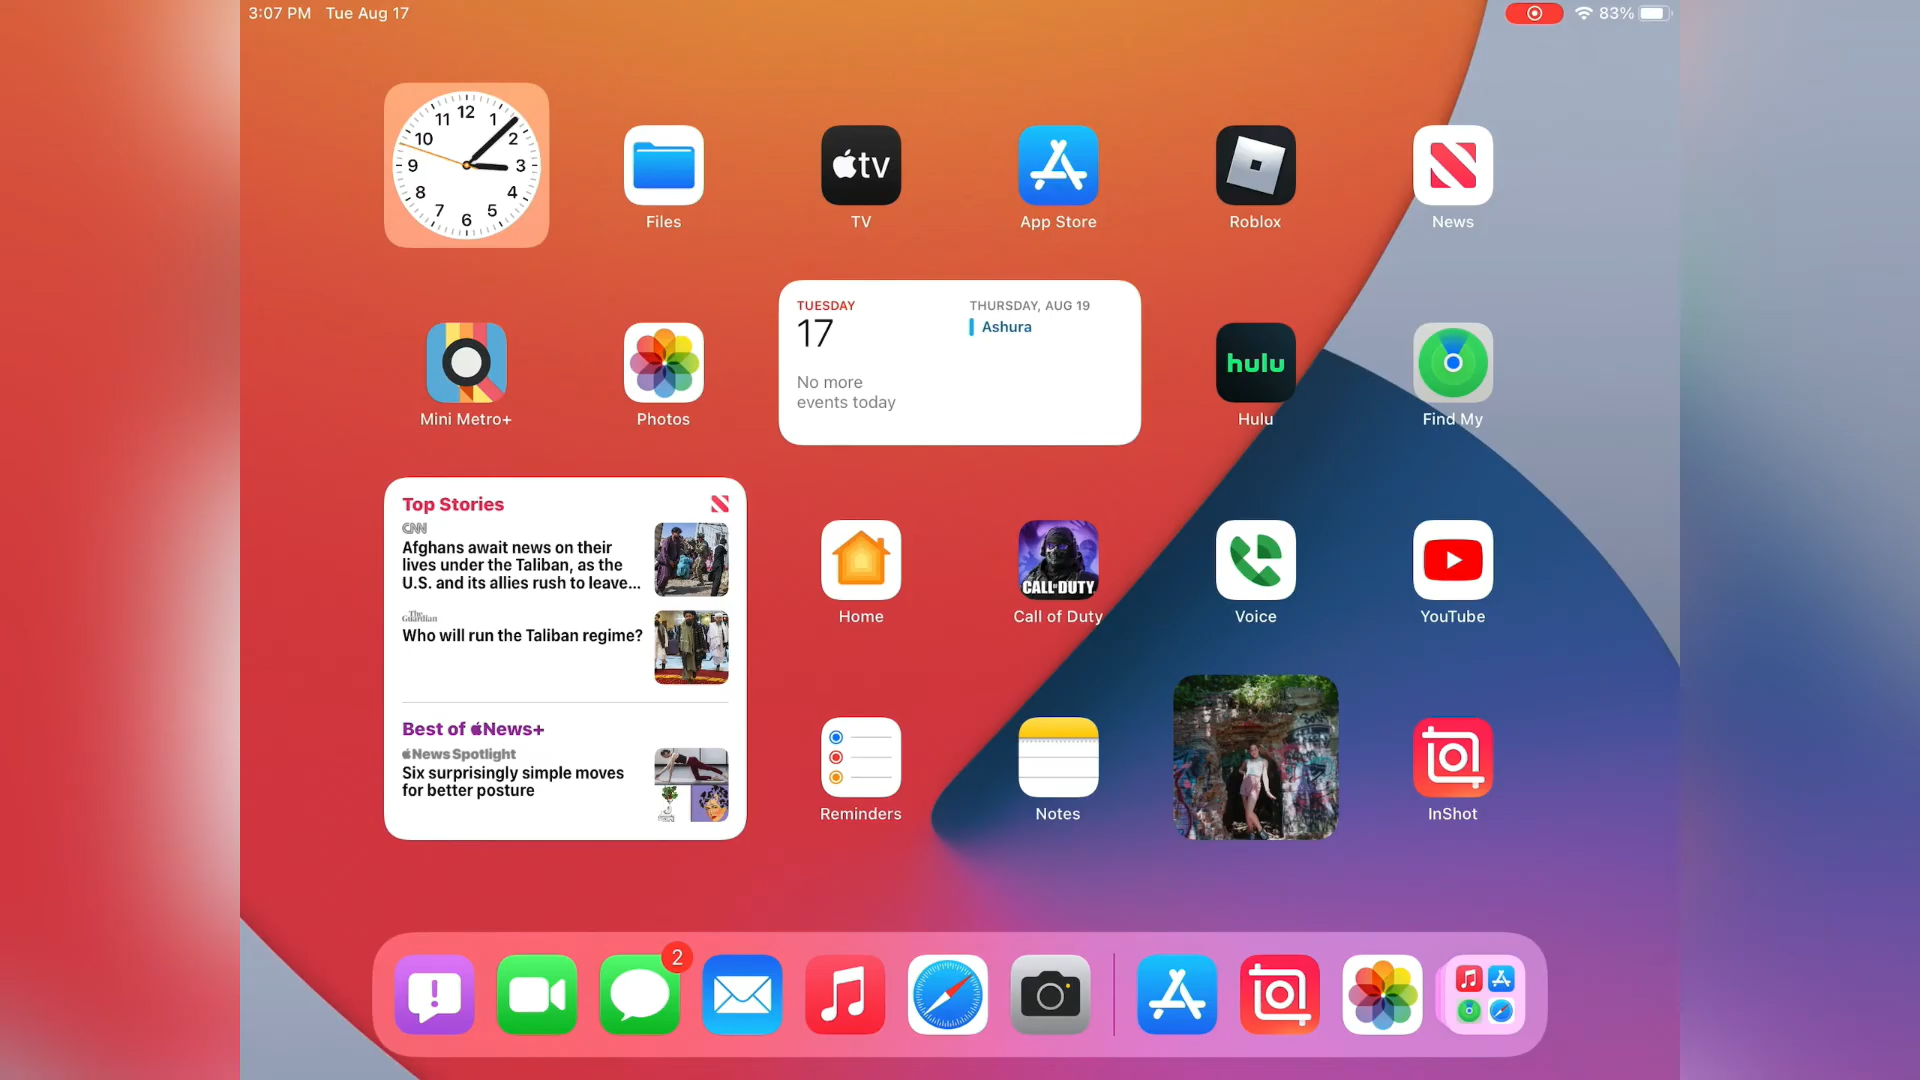 3:07 PM Tue Aug 17
83%
12
11 1
10 2
9 3
8 4
7 5
6
tv
Files
TV
App Store
Roblox
News
TUESDAY
17
No more
events today
THURSDAY, AUG 19
Ashura
hulu
Mini Metro+
Photos
Hulu
Find My
Top Stories
CNN
Afghans await news on their
lives under the Taliban, as the
U.S. and its allies rush to leave...
The Guardian
Who will run the Taliban regime?
Best of News+
News Spotlight
Six surprisingly simple moves
for better posture
CALL OF DUTY
Home
Call of Duty
Voice
YouTube
Reminders
Notes
InShot
2